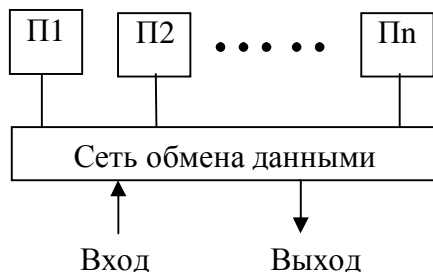 П1 П2 Пn
Сеть обмена данными
Вход Выход